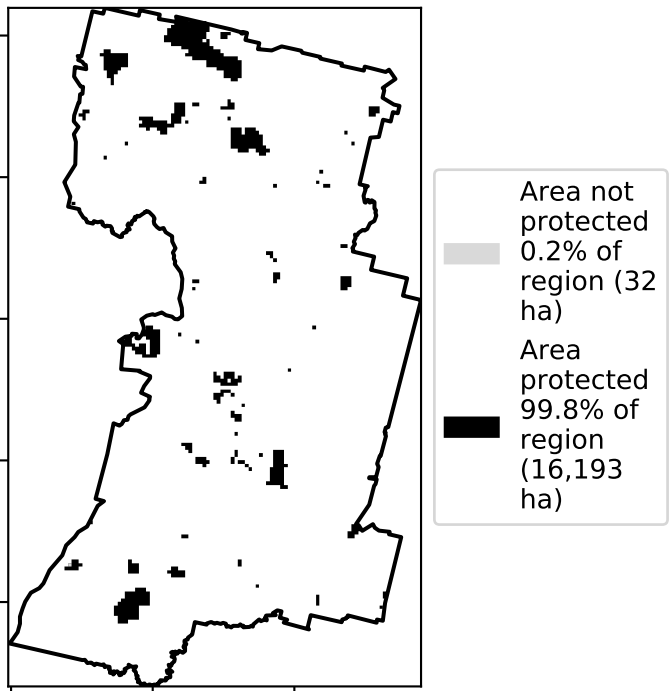 Area not
protected
0.2% of
region (32
ha)
Area
protected
99.8% of
region
(16,193
ha)